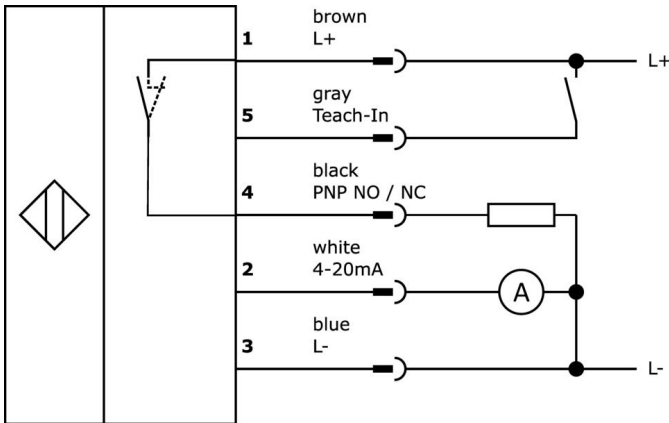 brown
1 L+ L+
gray
5 Teach-In
black
4 PNP NO / NC
white
2 4-20mA
A
blue
3 L- L-